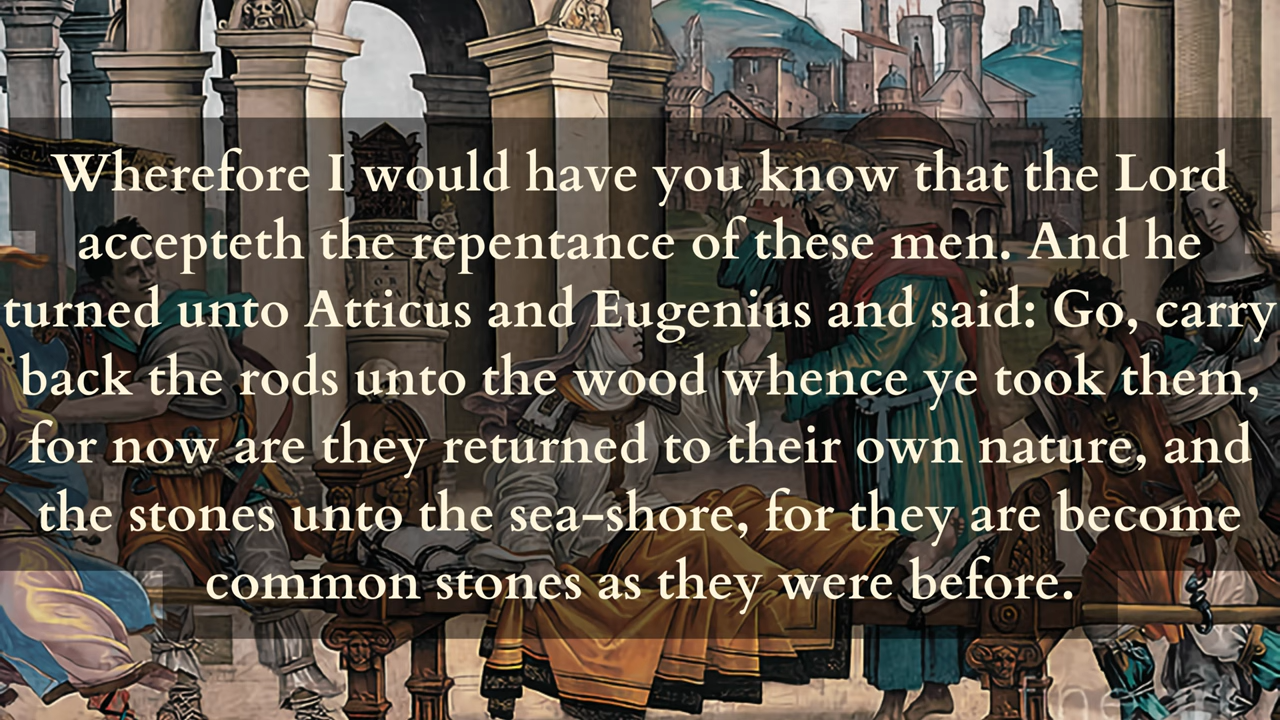 Wherefore I would have you know that the Lord
accepteth the repentance of these men. And he
turned unto Atticus and Eugenius and said: Go, carry
back the rods unto the wood whence ye took them,
for now are they returned to their own nature, and
the stones unto the sea-shore, for they are become
common stones as they were before.